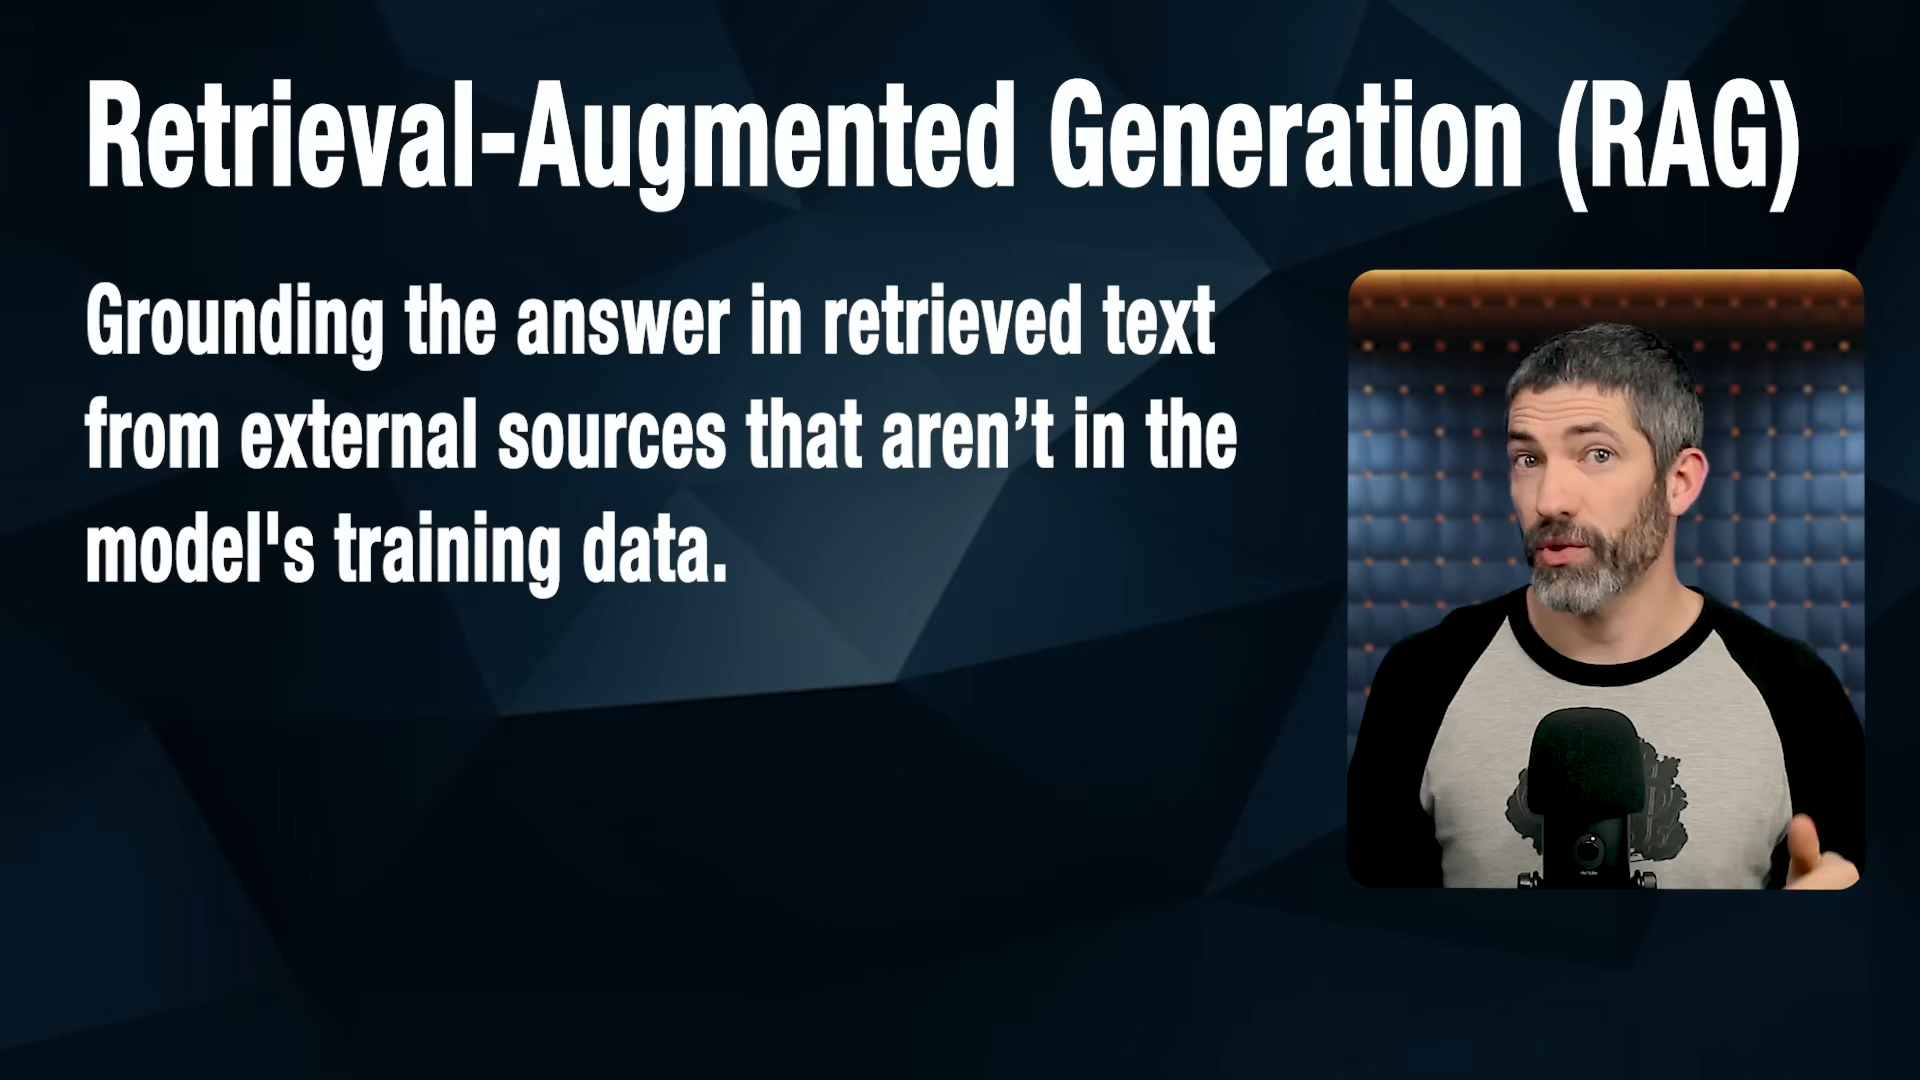 Retrieval-Augmented Generation (RAG)
Grounding the answer in retrieved text
from external sources that aren’t in the
model's training data.